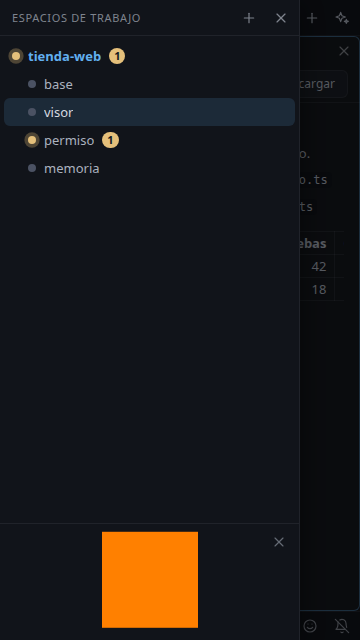 ESPACIOS DE TRABAJO
tienda-web 1
base
visor
permiso 1
memoria
cargar
o.
o.ts
ts
ebas
42
18